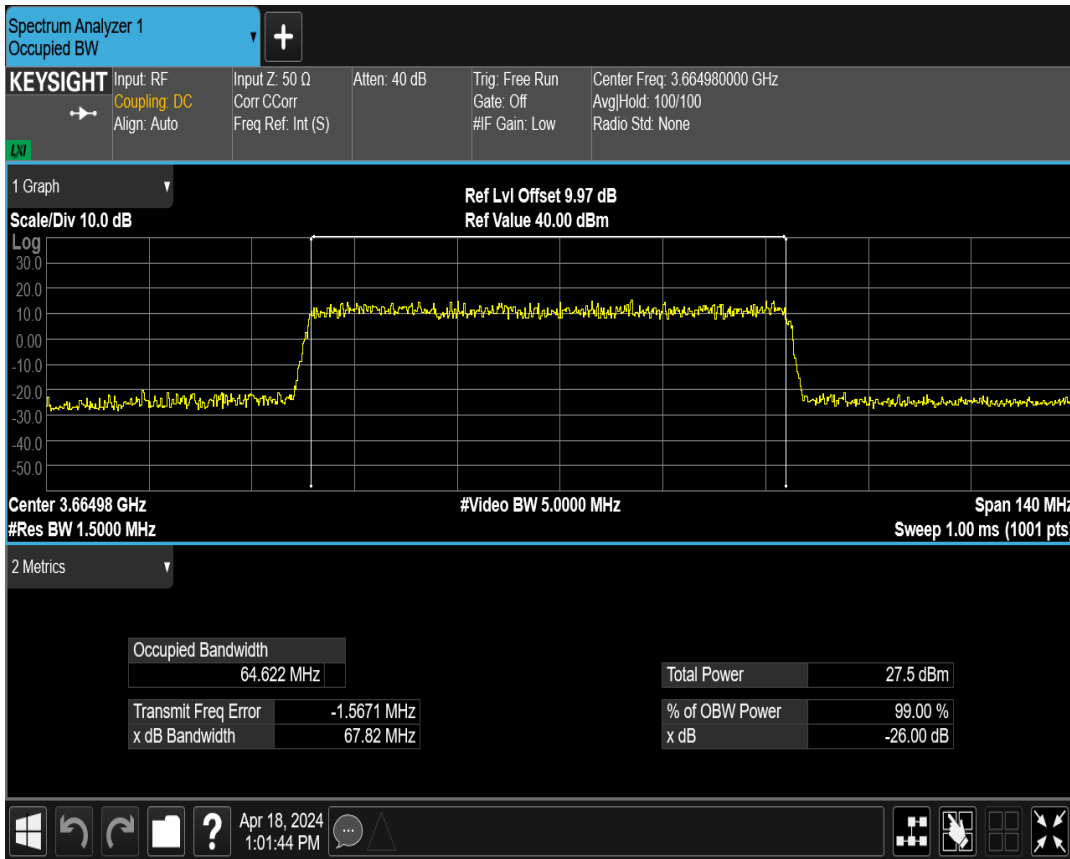 Spectrum Analyzer 1
Occupied BW
KEYSIGHT
LXI
Input: RF
Coupling: DC
Align: Auto
Input Z: 50 Ω
Corr CCorr
Freq Ref: Int (S)
Atten: 40 dB
Trig: Free Run
Gate: Off
#IF Gain: Low
Center Freq: 3.664980000 GHz
Avg|Hold: 100/100
Radio Std: None
1 Graph
Ref Lvl Offset 9.97 dB
Scale/Div 10.0 dB
Ref Value 40.00 dBm
Log
30.0
20.0
10.0
0.00
-10.0
-20.0
-30.0
-40.0
-50.0
Center 3.66498 GHz
#Video BW 5.0000 MHz
Span 140 MHz
#Res BW 1.5000 MHz
Sweep 1.00 ms (1001 pts)
2 Metrics
Occupied Bandwidth
64.622 MHz
Total Power 27.5 dBm
Transmit Freq Error -1.5671 MHz
% of OBW Power 99.00 %
x dB Bandwidth 67.82 MHz
x dB -26.00 dB
?
Apr 18, 2024
1:01:44 PM